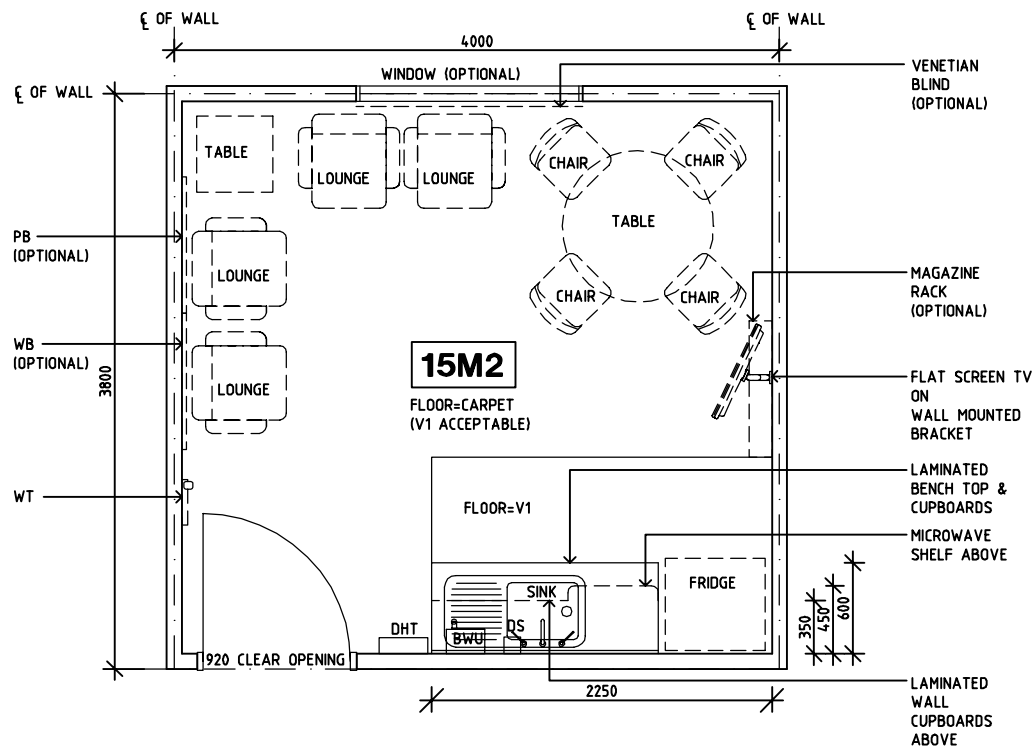 ℄ OF WALL
℄ OF WALL
4000
WINDOW (OPTIONAL)
VENETIAN
BLIND
(OPTIONAL)
℄ OF WALL
TABLE
LOUNGE
LOUNGE
CHAIR
CHAIR
TABLE
PB
(OPTIONAL)
LOUNGE
CHAIR
CHAIR
MAGAZINE
RACK
(OPTIONAL)
WB
(OPTIONAL)
3800
LOUNGE
15M2
FLOOR=CARPET
(V1 ACCEPTABLE)
FLAT SCREEN TV
ON
WALL MOUNTED
BRACKET
WT
FLOOR=V1
LAMINATED
BENCH TOP &
CUPBOARDS
MICROWAVE
SHELF ABOVE
SINK
FRIDGE
350
450
600
DHT
BWU
DS
920 CLEAR OPENING
2250
LAMINATED
WALL
CUPBOARDS
ABOVE